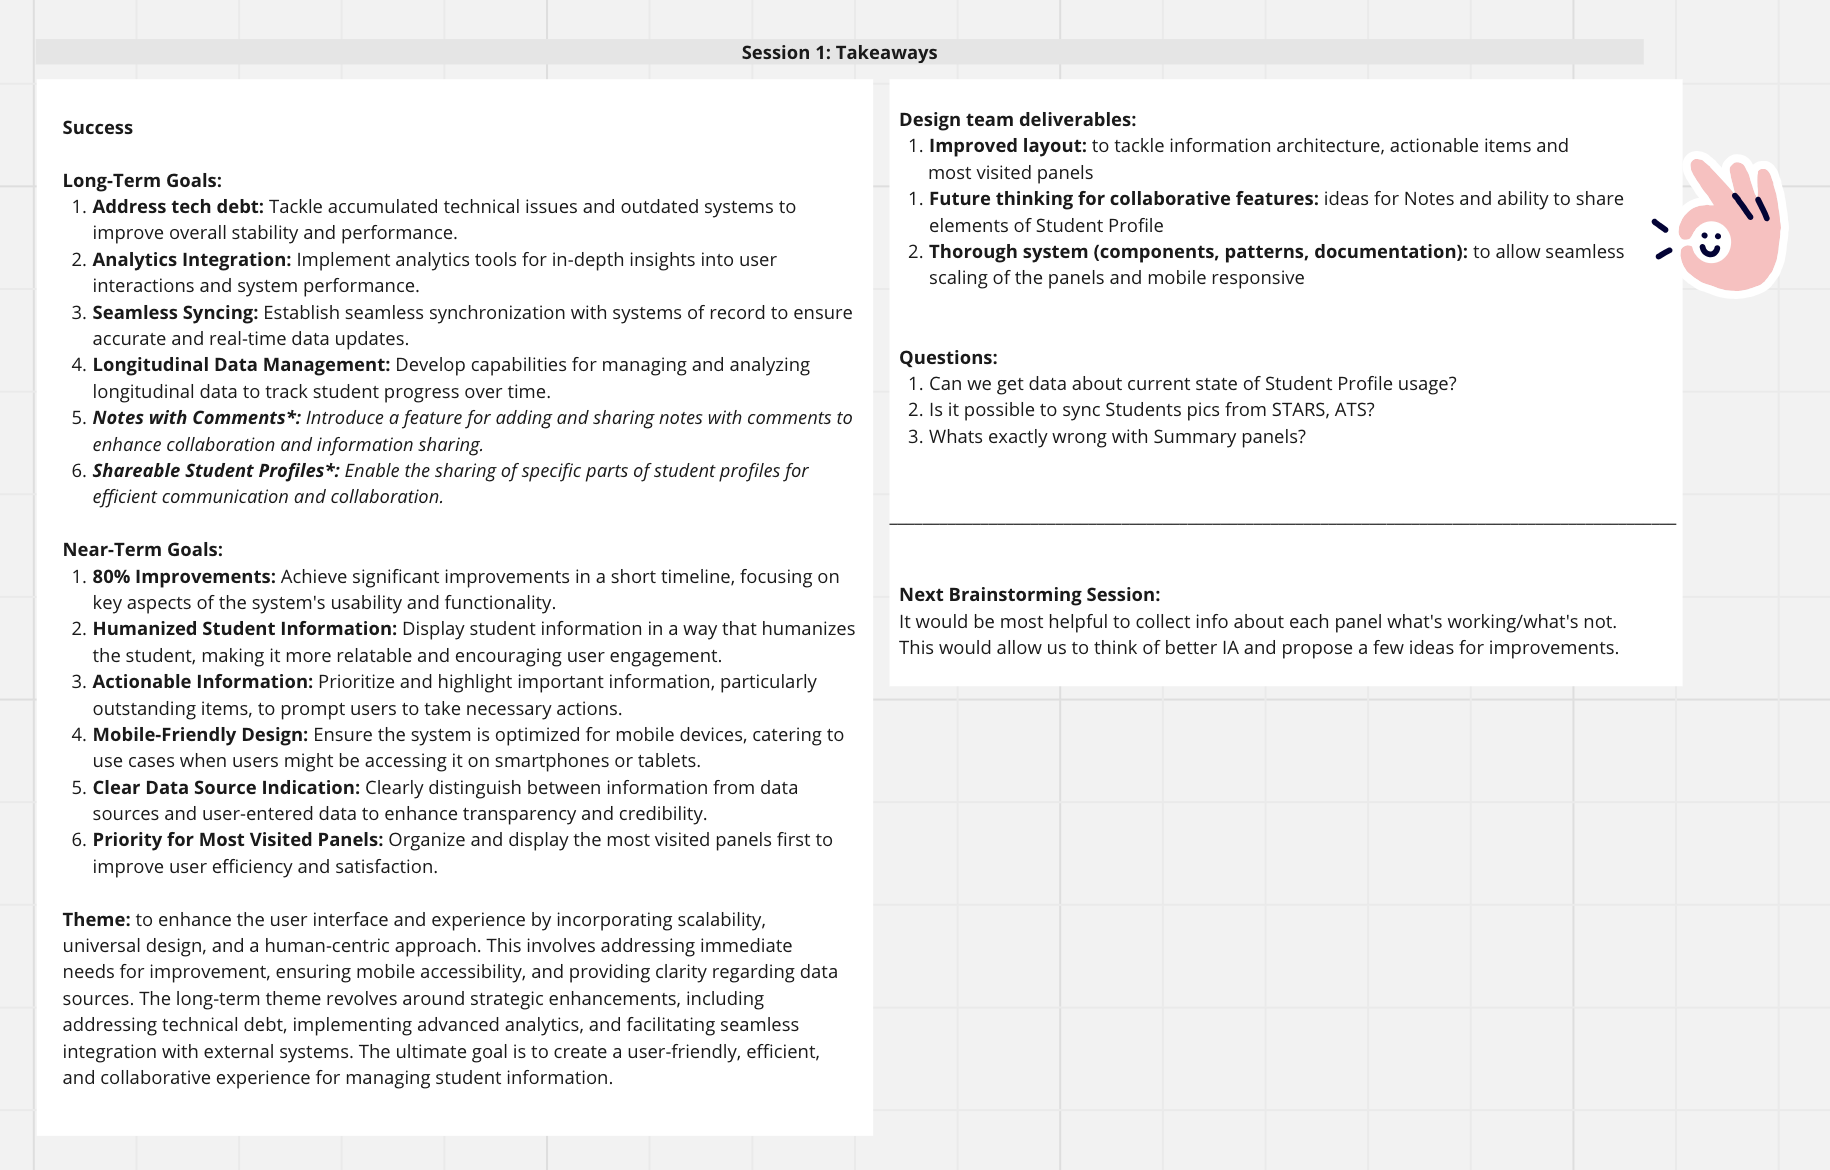 Session 1: Takeaways
Success
Long-Term Goals:
1. Address tech debt: Tackle accumulated technical issues and outdated systems to
improve overall stability and performance.
2. Analytics Integration: Implement analytics tools for in-depth insights into user
interactions and system performance.
3. Seamless Syncing: Establish seamless synchronization with systems of record to ensure
accurate and real-time data updates.
4. Longitudinal Data Management: Develop capabilities for managing and analyzing
longitudinal data to track student progress over time.
5. Notes with Comments*: Introduce a feature for adding and sharing notes with comments to
enhance collaboration and information sharing.
6. Shareable Student Profiles*: Enable the sharing of specific parts of student profiles for
efficient communication and collaboration.
Near-Term Goals:
1. 80% Improvements: Achieve significant improvements in a short timeline, focusing on
key aspects of the system's usability and functionality.
2. Humanized Student Information: Display student information in a way that humanizes
the student, making it more relatable and encouraging user engagement.
3. Actionable Information: Prioritize and highlight important information, particularly
outstanding items, to prompt users to take necessary actions.
4. Mobile-Friendly Design: Ensure the system is optimized for mobile devices, catering to
use cases when users might be accessing it on smartphones or tablets.
5. Clear Data Source Indication: Clearly distinguish between information from data
sources and user-entered data to enhance transparency and credibility.
6. Priority for Most Visited Panels: Organize and display the most visited panels first to
improve user efficiency and satisfaction.
Theme: to enhance the user interface and experience by incorporating scalability,
universal design, and a human-centric approach. This involves addressing immediate
needs for improvement, ensuring mobile accessibility, and providing clarity regarding data
sources. The long-term theme revolves around strategic enhancements, including
addressing technical debt, implementing advanced analytics, and facilitating seamless
integration with external systems. The ultimate goal is to create a user-friendly, efficient,
and collaborative experience for managing student information.
Design team deliverables:
1. Improved layout: to tackle information architecture, actionable items and
most visited panels
1. Future thinking for collaborative features: ideas for Notes and ability to share
elements of Student Profile
2. Thorough system (components, patterns, documentation): to allow seamless
scaling of the panels and mobile responsive
Questions:
1. Can we get data about current state of Student Profile usage?
2. Is it possible to sync Students pics from STARS, ATS?
3. Whats exactly wrong with Summary panels?
Next Brainstorming Session:
It would be most helpful to collect info about each panel what's working/what's not.
This would allow us to think of better IA and propose a few ideas for improvements.